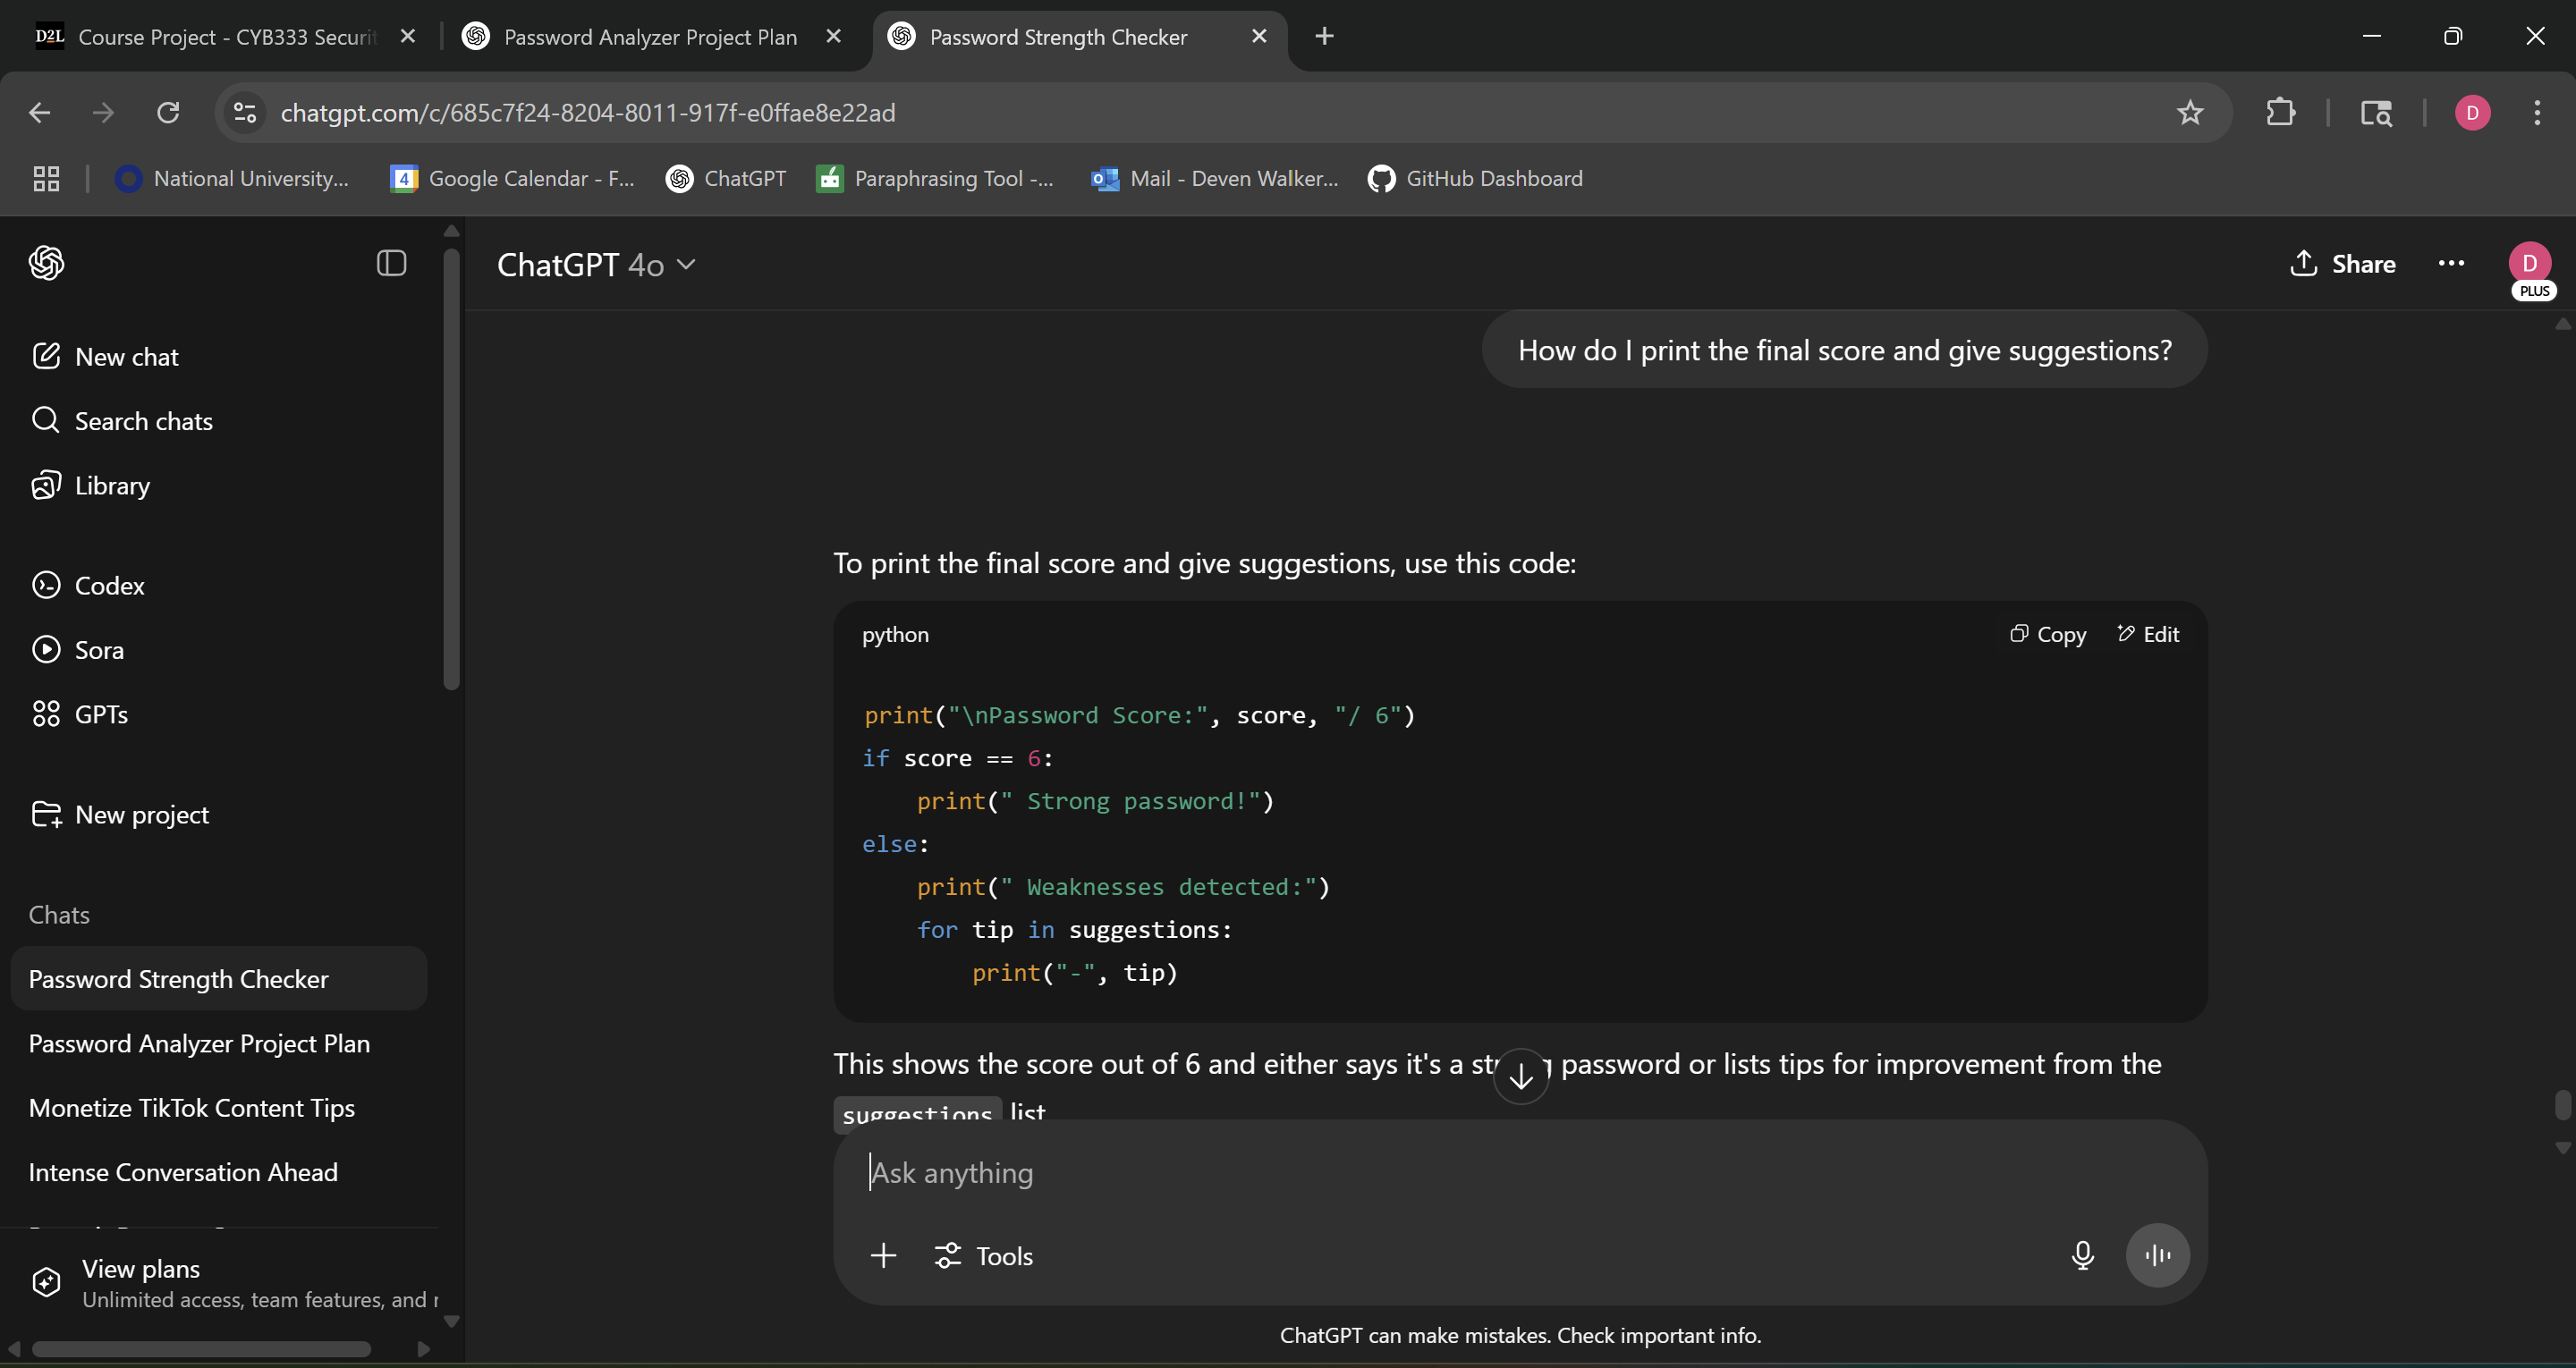 D2L Course Project - CYB333 Securit
Password Analyzer Project Plan
Password Strength Checker
chatgpt.com/c/685c7f24-8204-8011-917f-e0ffae8e22ad
D
National University...
4 Google Calendar - F...
ChatGPT
Paraphrasing Tool -...
Mail - Deven Walker...
GitHub Dashboard
ChatGPT 4o
Share
D
PLUS
New chat
Search chats
Library
Codex
Sora
GPTs
New project
Chats
Password Strength Checker
Password Analyzer Project Plan
Monetize TikTok Content Tips
Intense Conversation Ahead
View plans
Unlimited access, team features, and
How do I print the final score and give suggestions?
To print the final score and give suggestions, use this code:
python
Copy
Edit
print("\nPassword Score:", score, "/ 6")
if score == 6:
    print(" Strong password!")
else:
    print(" Weaknesses detected:")
    for tip in suggestions:
        print("-", tip)
This shows the score out of 6 and either says it's a password or lists tips for improvement from the
suggestions list
Ask anything
Tools
ChatGPT can make mistakes. Check important info.